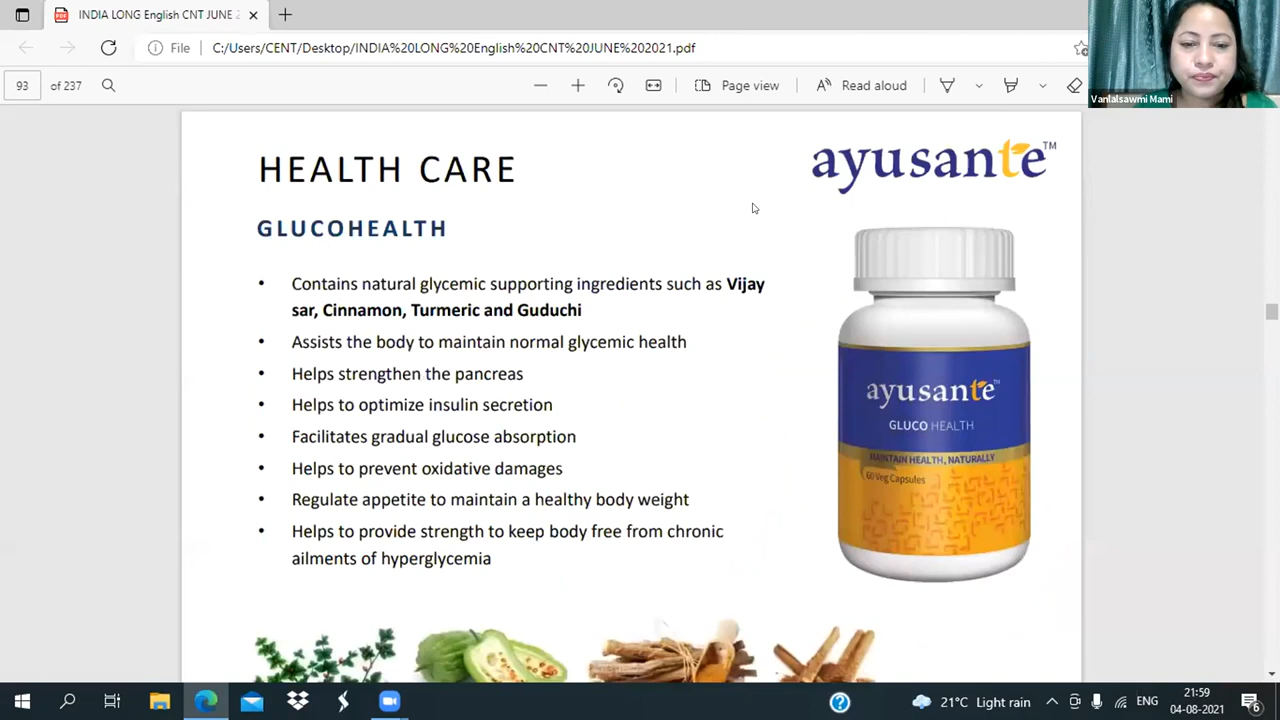 INDIA LONG English CNT JUNE 2
File
C:/Users/CENT/Desktop/INDIA%20LONG%20English%20CNT%20JUNE%202021.pdf
Vanlalsawmi Mami
93 of 237
Page view
Read aloud
HEALTH CARE
ayusante™
GLUCOHEALTH
• Contains natural glycemic supporting ingredients such as Vijay
sar, Cinnamon, Turmeric and Guduchi
• Assists the body to maintain normal glycemic health
• Helps strengthen the pancreas
• Helps to optimize insulin secretion
• Facilitates gradual glucose absorption
• Helps to prevent oxidative damages
• Regulate appetite to maintain a healthy body weight
• Helps to provide strength to keep body free from chronic
ailments of hyperglycemia
ayusante™
GLUCO HEALTH
MAINTAIN HEALTH, NATURALLY
60 Veg Capsules
21°C Light rain
ENG
21:59
04-08-2021
6